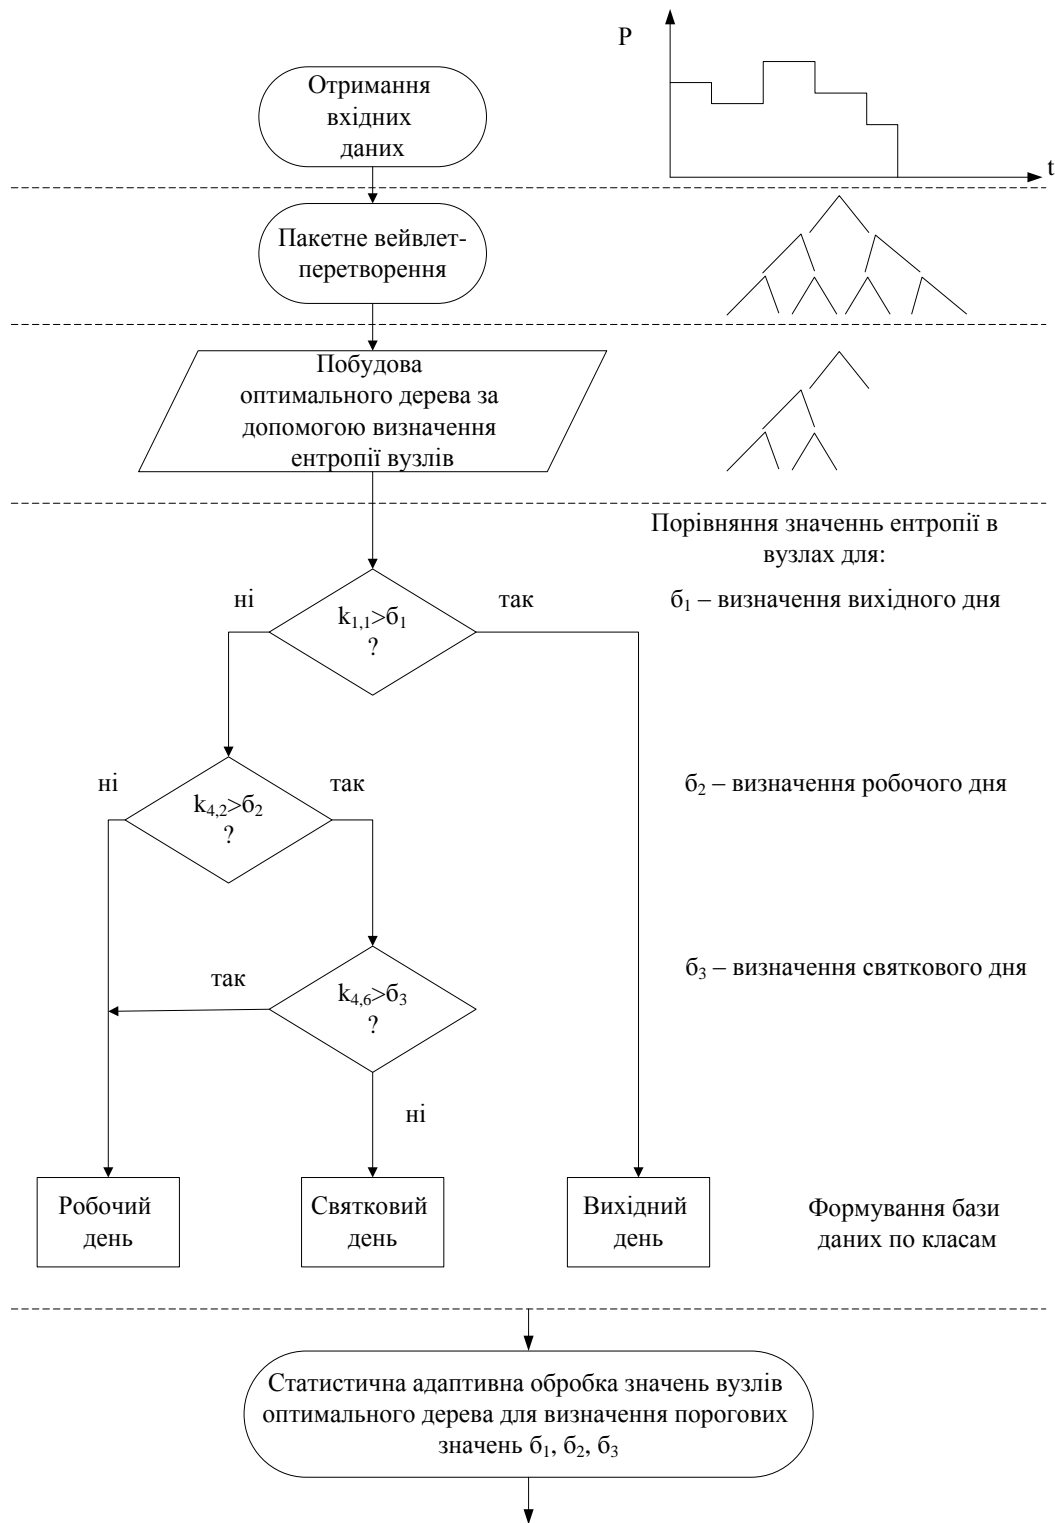 P
Отримання
вхідних
даних
t
Пакетне вейвлет-
перетворення
Побудова
оптимального дерева за
допомогою визначення
ентропії вузлів
Порівняння значеннь ентропії в
вузлах для:
ні
так
k1,1>б1
?
б1 – визначення вихідного дня
ні
так
k4,2>б2
?
б2 – визначення робочого дня
так
k4,6>б3
?
б3 – визначення святкового дня
ні
Робочий
день
Святковий
день
Вихідний
день
Формування бази
даних по класам
Статистична адаптивна обробка значень вузлів
оптимального дерева для визначення порогових
значень б1, б2, б3